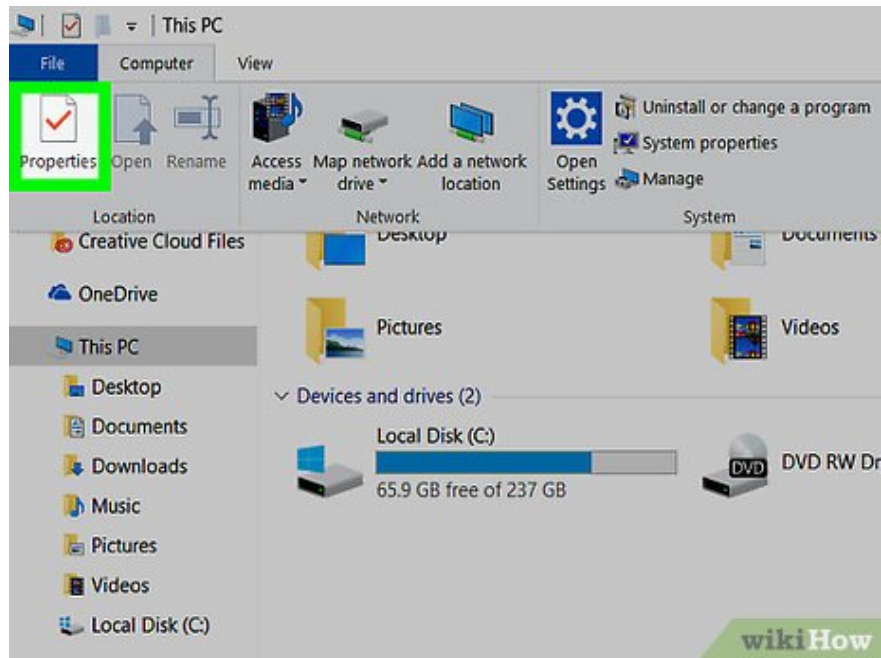 This PC
File Computer View
Properties Open Rename Access media Map network drive Add a network location Open Settings Uninstall or change a program
System properties
Manage
Location Network System
Creative Cloud Files Desktop Documents
OneDrive
Pictures Videos
This PC
Desktop
Devices and drives (2)
Documents
Local Disk (C:)
Downloads
DVD DVD RW Dr
65.9 GB free of 237 GB
Music
Pictures
Videos
Local Disk (C:)
wikiHow